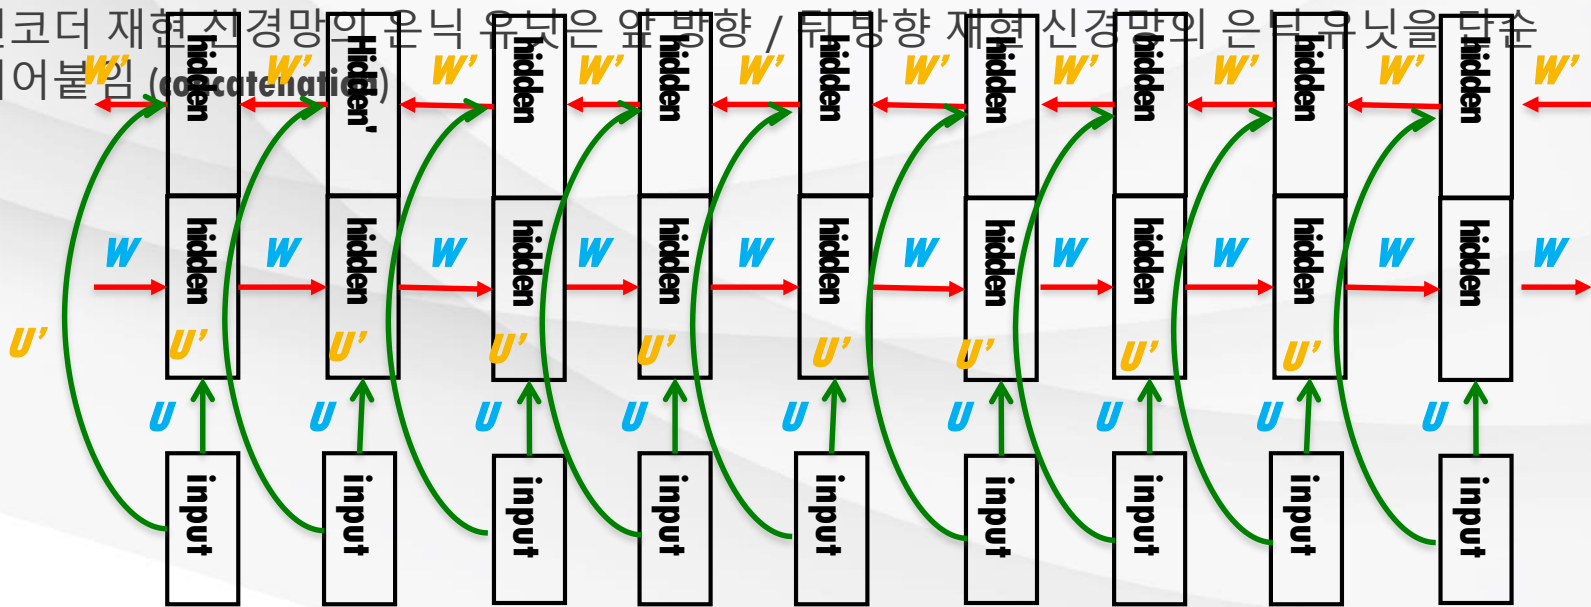 코더 재현 신경망의 은닉 유닛은 앞 방향 / 뒤 방향 재현 신경망의 은닉 유닛을 단순
이어붙임 (concatenation)
W' W' W' W' W' W' W' W' W' W'
hidden Hidden' hidden hidden hidden hidden hidden hidden hidden
W W W W W W W W W W
hidden hidden hidden hidden hidden hidden hidden hidden hidden
U' U' U' U' U' U' U' U' U'
U U U U U U U U U
input input input input input input input input input